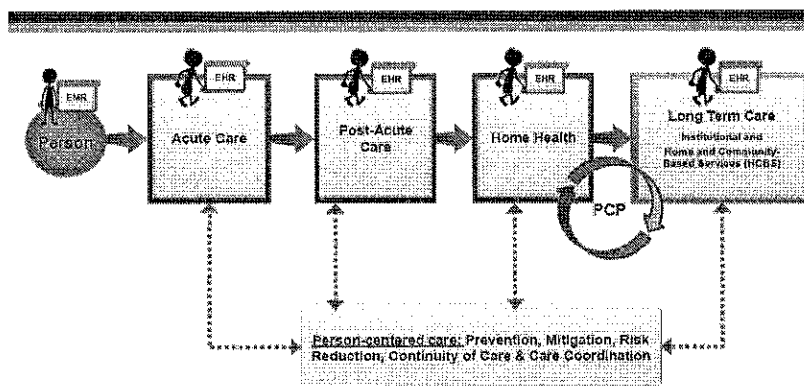 EMR
Person
EHR
Acute Care
EHR
Post-Acute
Care
EHR
Home Health
EHR
Long Term Care
Institutional and
Home and Community-
Based Services (HCBS)
PCP
Person-centered care: Prevention, Mitigation, Risk
Reduction, Continuity of Care & Care Coordination